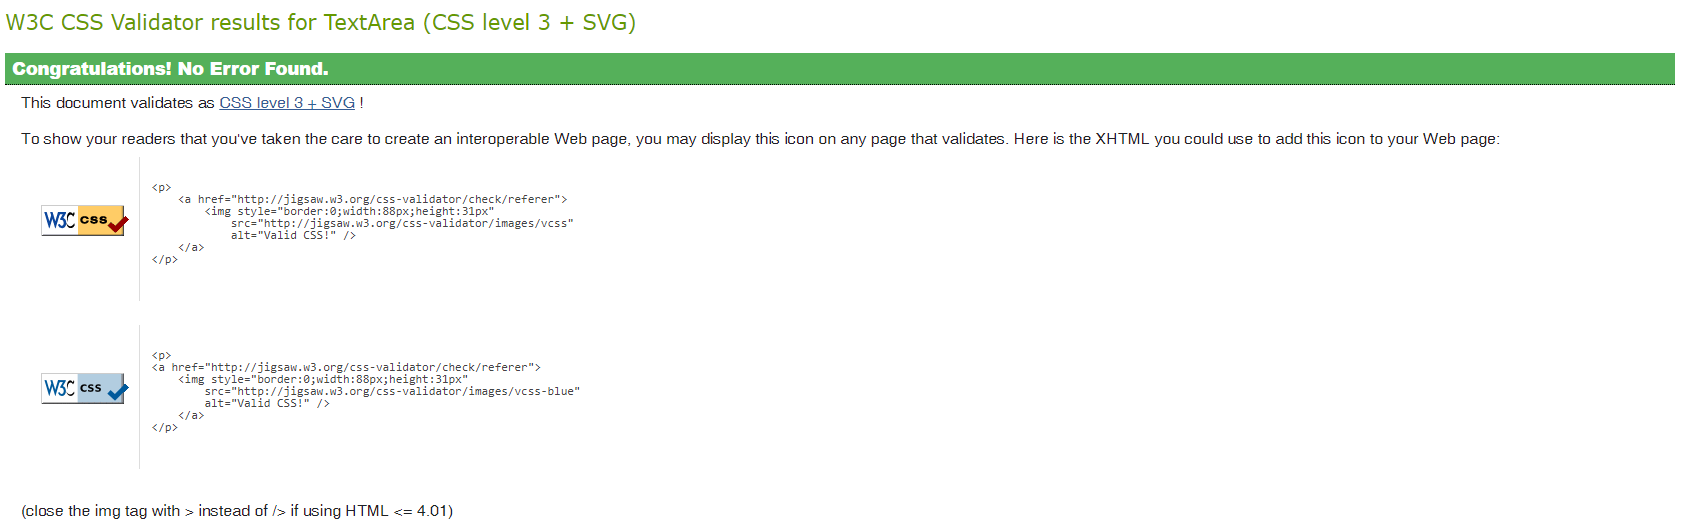 W3C CSS Validator results for TextArea (CSS level 3 + SVG)
Congratulations! No Error Found.
This document validates as CSS level 3 + SVG !
To show your readers that you've taken the care to create an interoperable Web page, you may display this icon on any page that validates. Here is the XHTML you could use to add this icon to your Web page:
W3C css
<p>
    <a href="http://jigsaw.w3.org/css-validator/check/referer">
        <img style="border:0;width:88px;height:31px"
            src="http://jigsaw.w3.org/css-validator/images/vcss"
            alt="Valid CSS!" />
    </a>
</p>
W3C css
<p>
<a href="http://jigsaw.w3.org/css-validator/check/referer">
    <img style="border:0;width:88px;height:31px"
        src="http://jigsaw.w3.org/css-validator/images/vcss-blue"
        alt="Valid CSS!" />
    </a>
</p>
(close the img tag with > instead of /> if using HTML <= 4.01)